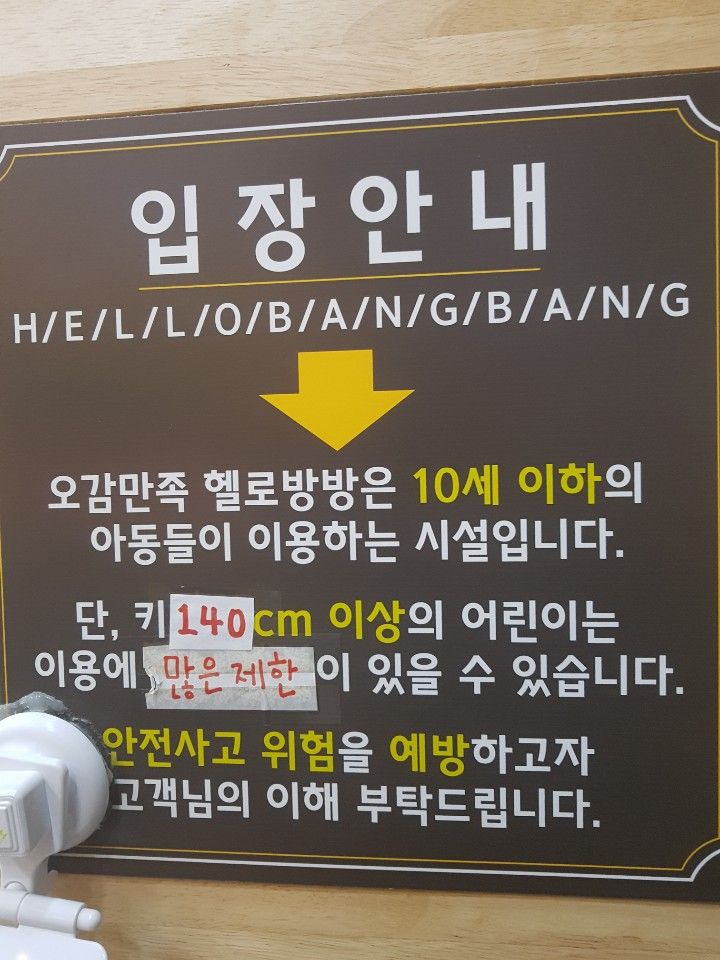 입장안내
H/E/L/L/O/B/A/N/G/B/A/N/G
오감만족 헬로방방은 10세 이하의
아동들이 이용하는 시설입니다.
단, 키 140cm 이상의 어린이는
이용에 많은 제한이 있을 수 있습니다.
안전사고 위험을 예방하고자
고객님의 이해 부탁드립니다.